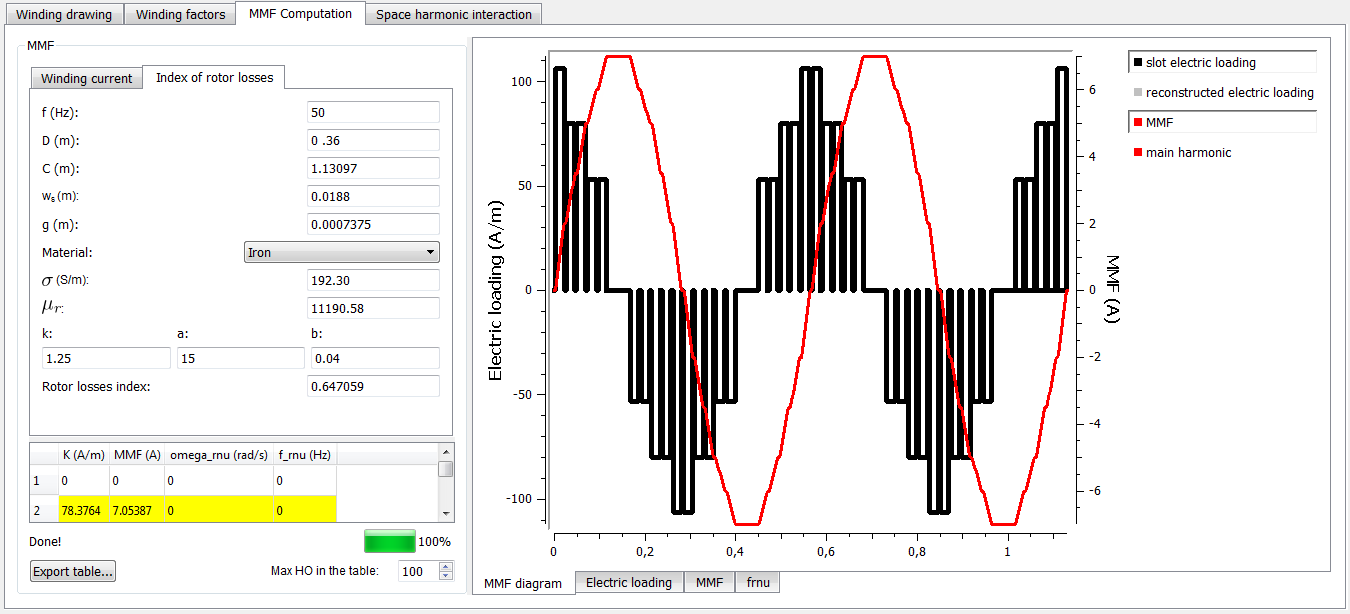 Winding drawing Winding factors MMF Computation Space harmonic interaction
MMF
Winding current Index of rotor losses
f (Hz): 50
D (m): 0 .36
C (m): 1.13097
ws (m): 0.0188
g (m): 0.0007375
Material: Iron
σ (S/m): 192.30
μr: 11190.58
k: a: b:
1.25 15 0.04
Rotor losses index: 0.647059
K (A/m) MMF (A) omega_rnu (rad/s) f_rnu (Hz)
1 0 0 0 0
2 78.3764 7.05387 0 0
Done! 100%
Export table... Max HO in the table: 100
Electric loading (A/m)
100
50
0
-50
-100
0 0,2 0,4 0,6 0,8 1
6
4
2
0
-2
-4
-6
MMF (A)
slot electric loading
reconstructed electric loading
MMF
main harmonic
MMF diagram Electric loading MMF frnu